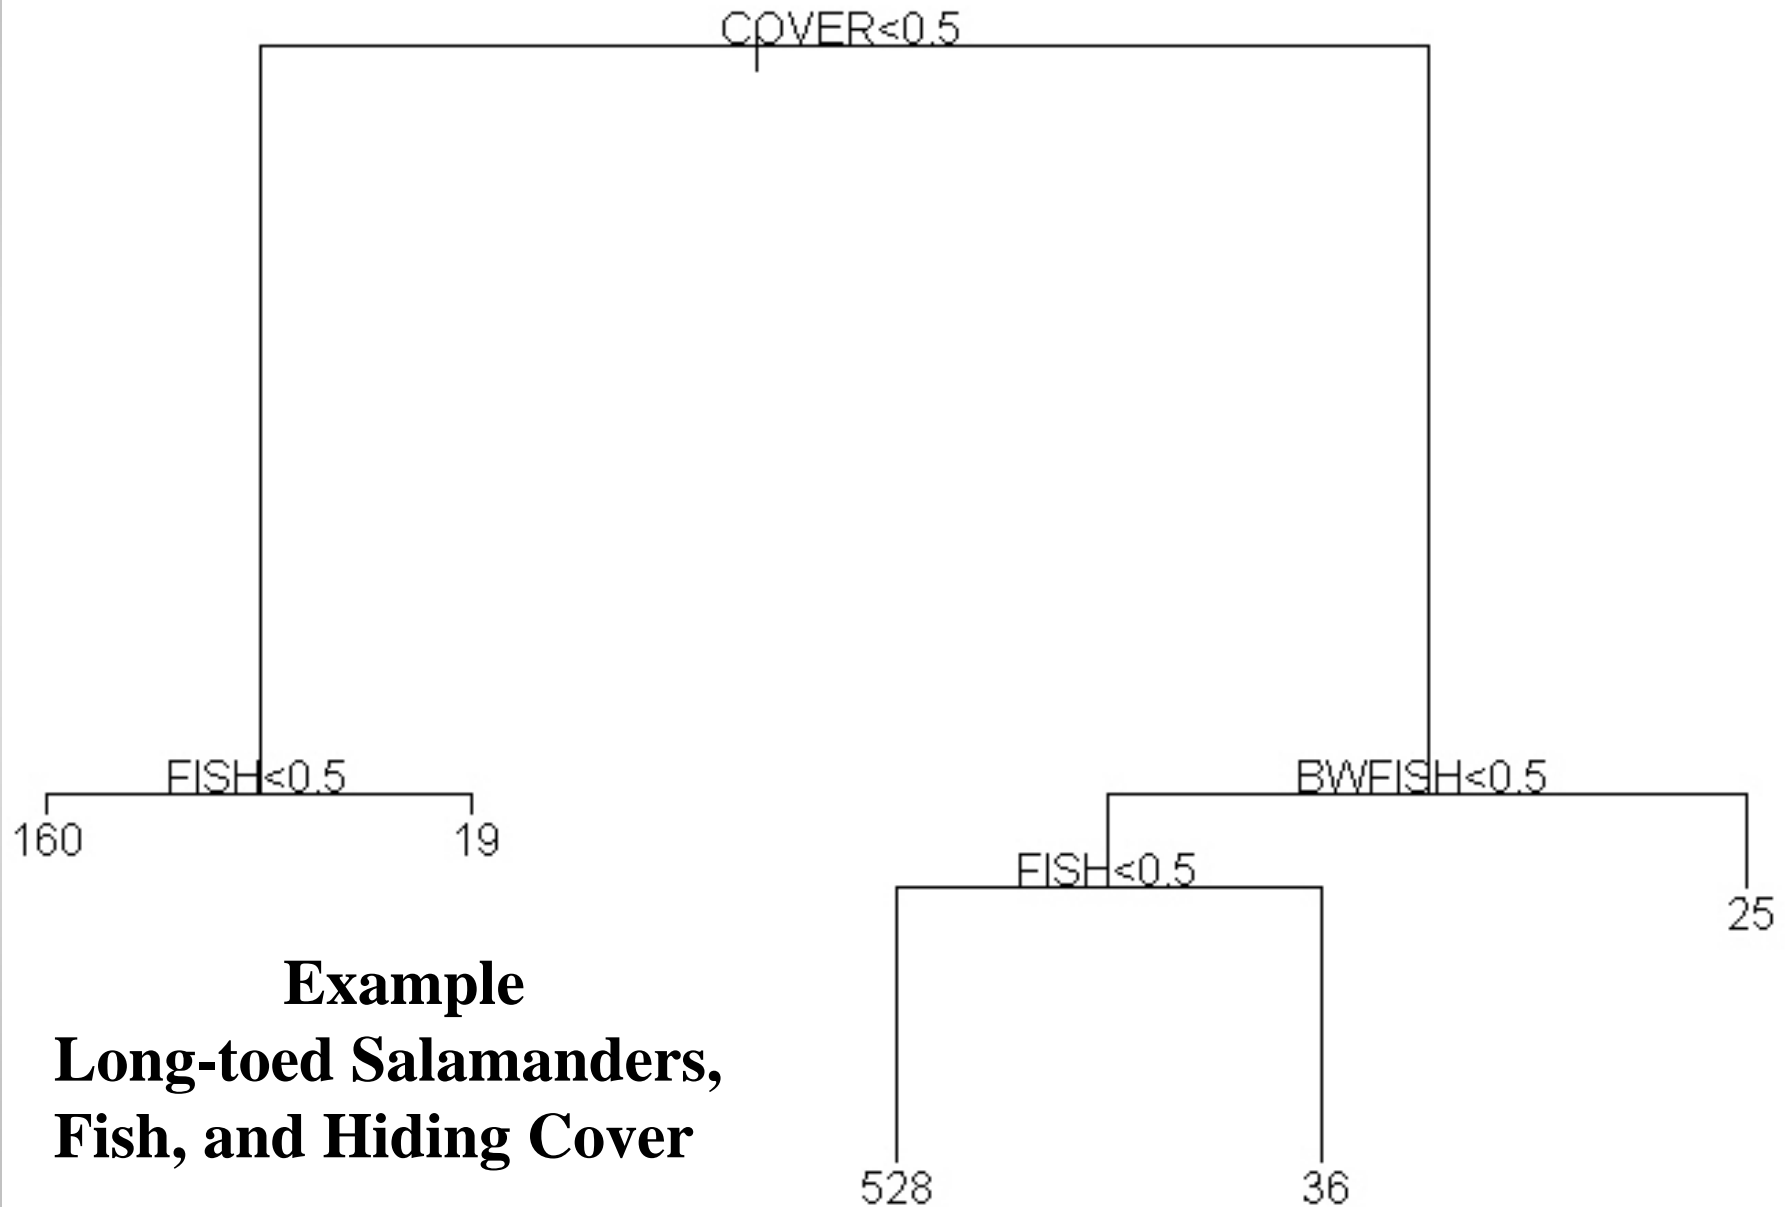 COVER<0.5
FISH<0.5
BWFISH<0.5
160
19
FISH<0.5
25
Example
Long-toed Salamanders,
Fish, and Hiding Cover
528
36